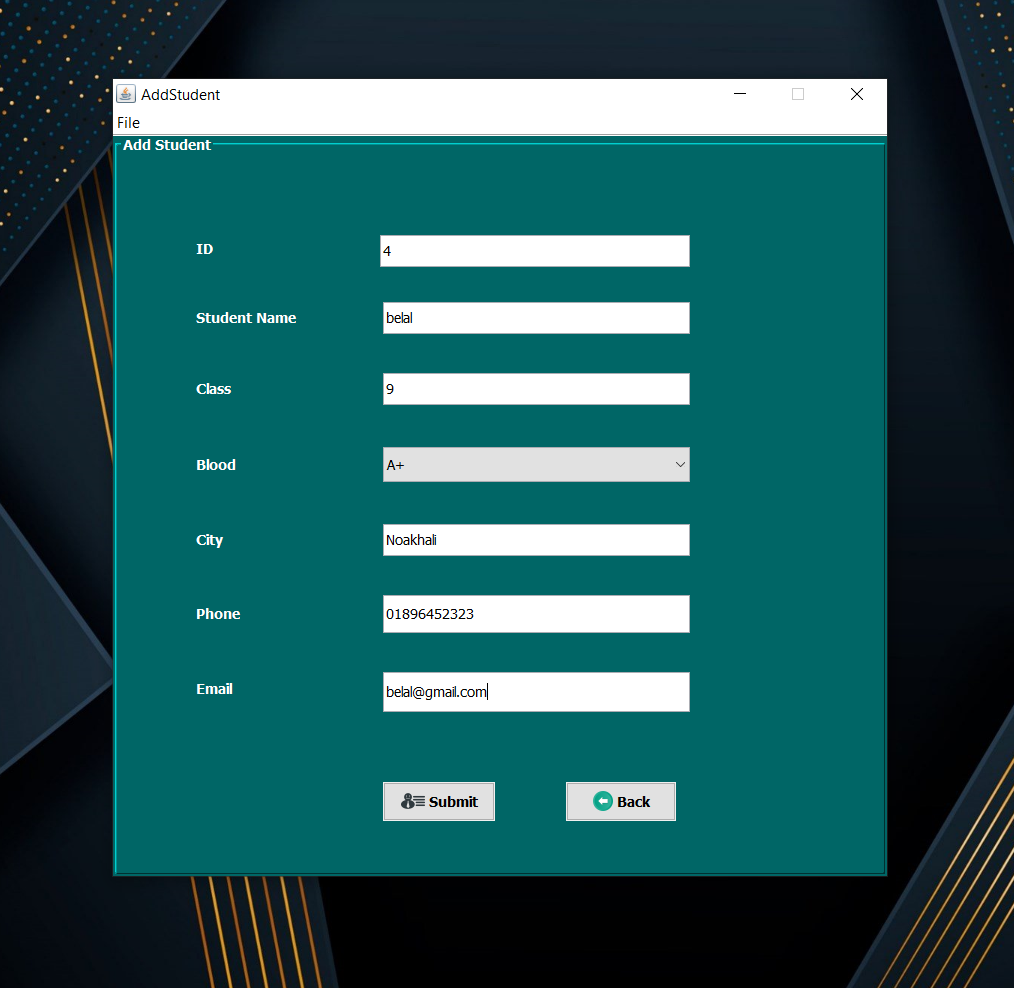 AddStudent
File
Add Student
ID 4
Student Name belal
Class 9
Blood A+
City Noakhali
Phone 01896452323
Email belal@gmail.com
Submit Back